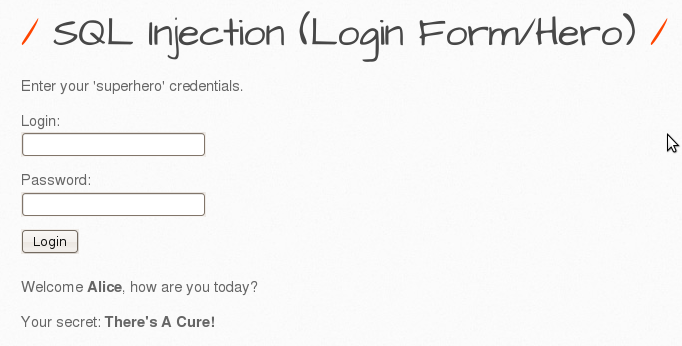 / SQL Injection (Login Form/Hero) /
Enter your 'superhero' credentials.
Login:
Password:
Login
Welcome Alice, how are you today?
Your secret: There's A Cure!